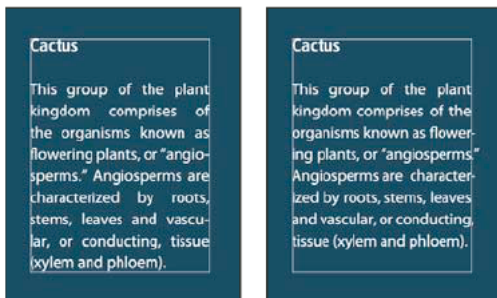 Cactus
This group of the plant
kingdom comprises of
the organisms known as
flowering plants, or “angio-
sperms.” Angiosperms are
characterized by roots,
stems, leaves and vascu-
lar, or conducting, tissue
(xylem and phloem).
Cactus
This group of the plant
kingdom comprises of the
organisms known as flower-
ing plants, or “angiosperms.”
Angiosperms are character-
ized by roots, stems, leaves
and vascular, or conducting,
tissue (xylem and phloem).